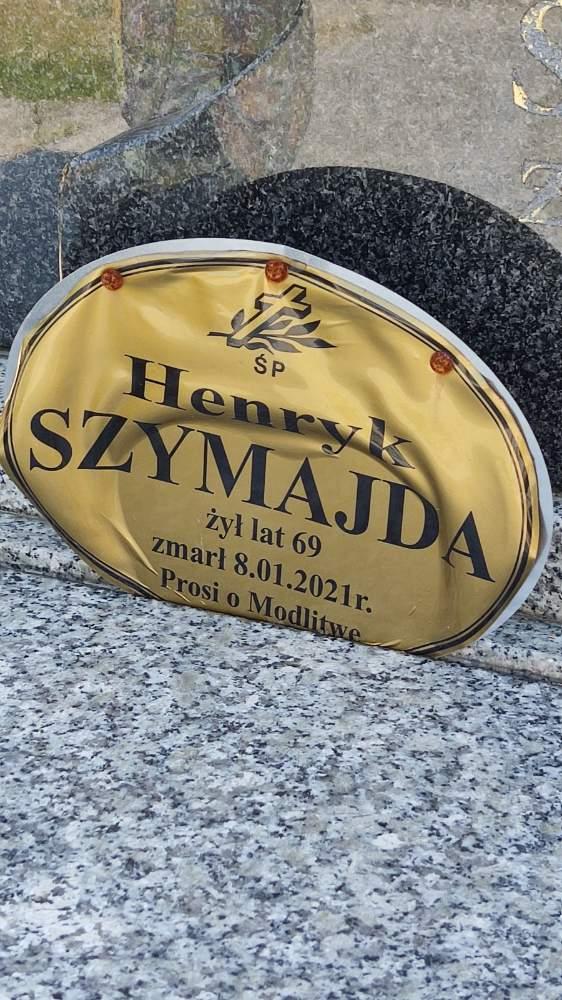 ŚP
Henryk
SZYMAJDA
żył lat 69
zmarł 8.01.2021r.
Prosi o Modlitwę